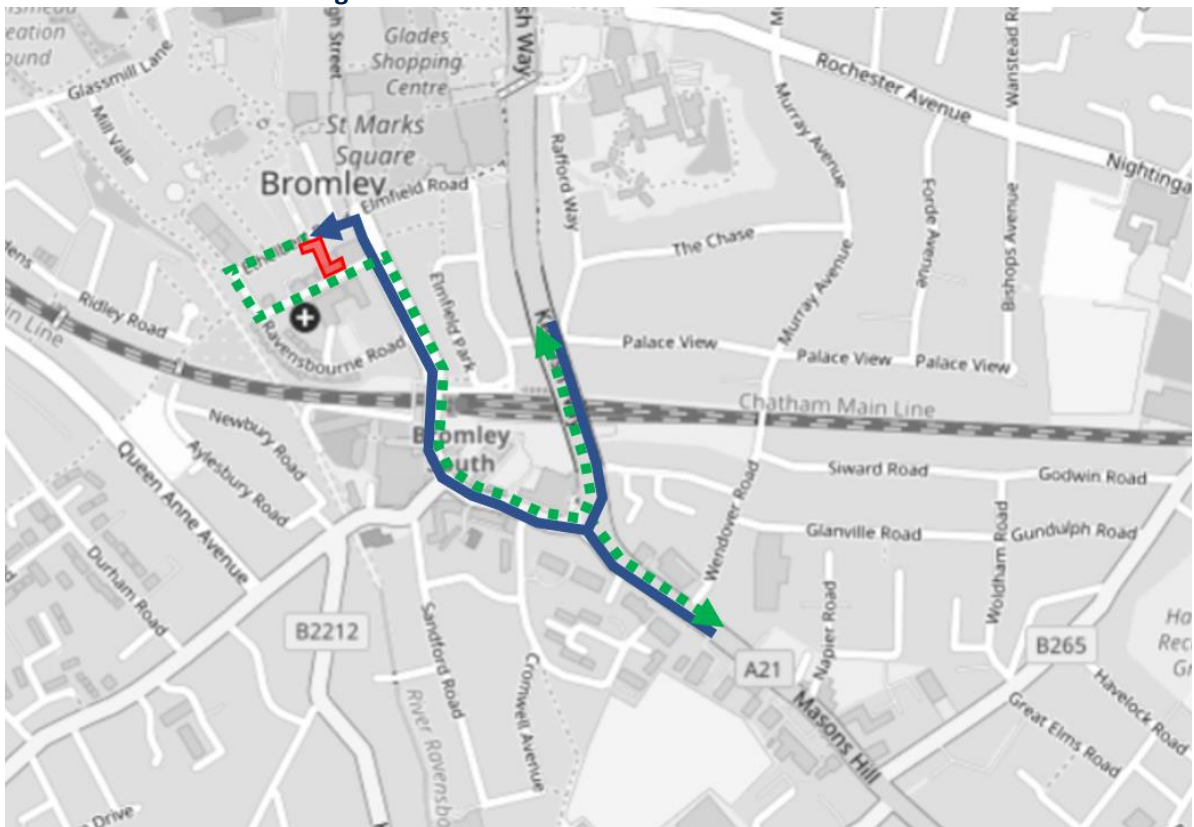 Glassmill Lane
Mill Vale
Glades
Shopping
Centre
St Marks
Square
Bromley
Elmfield Road
Rafford Way
Murray Avenue
Rochester Avenue
Wanstead
Nightinga
The Chase
Forde Avenue
Bishops Avenue
Murray Avenue
Elmfield Park
Ridley Road
Ravensbourne Road
Palace View
Palace View
Palace View
Chatham Main Line
Newbury Road
Aylesbury Road
Queen Anne Avenue
Bromley
South
Siward Road
Godwin Road
Wendover Road
Glanville Road
Gundulph Road
Woldham Road
Durham Road
B2212
Sandford Road
Cromwell Avenue
River Ravensbo
Napier Road
A21
Masons Hill
B265
Havelock Road
Great Elms Road
Drive